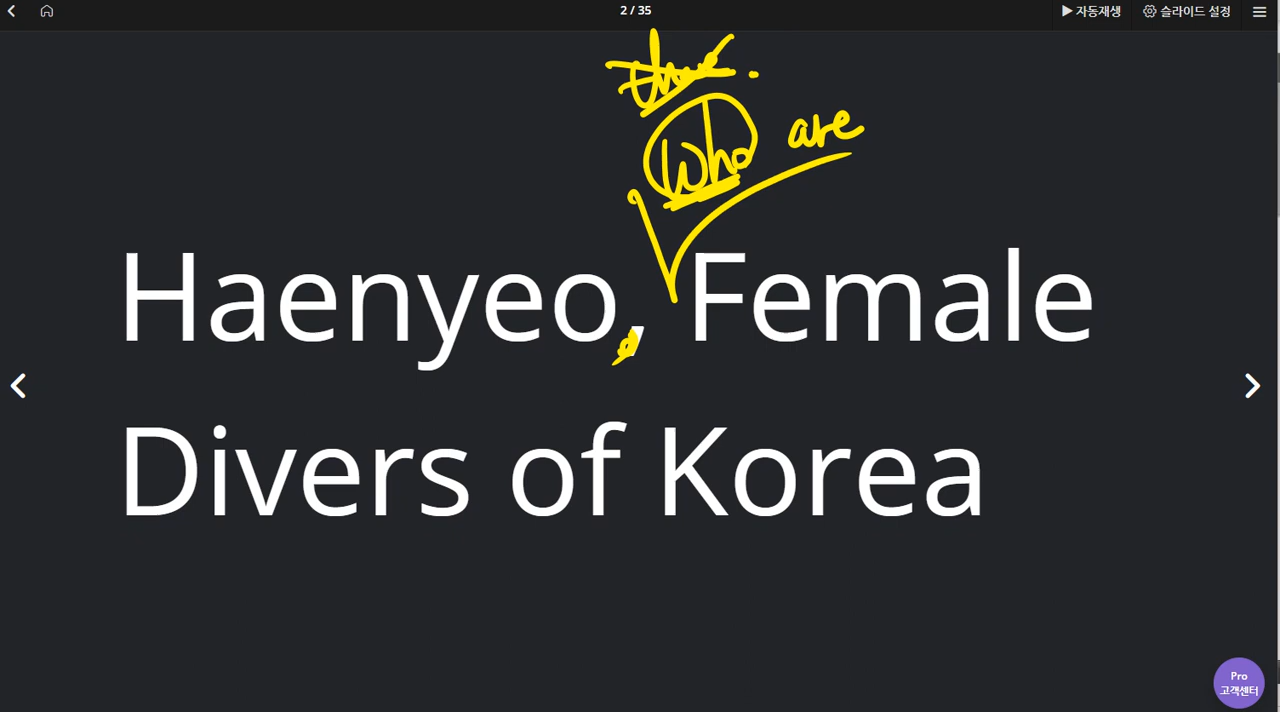 2 / 35
자동재생
슬라이드 설정
Who are
Haenyeo, Female
Divers of Korea
Pro
고객센터